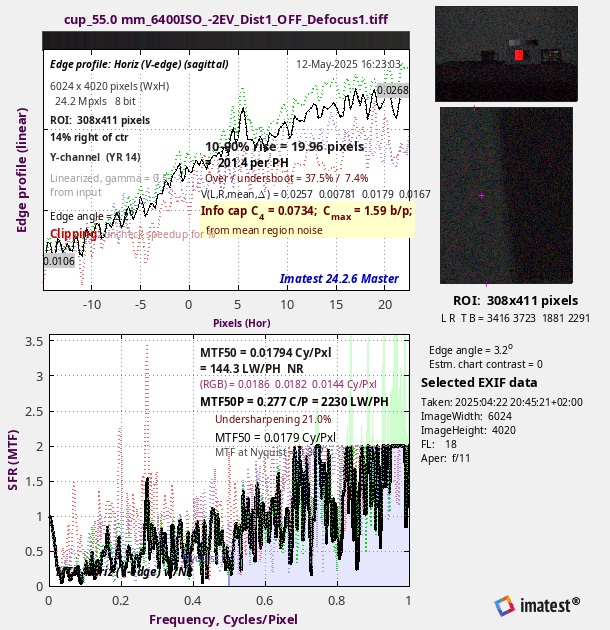 cup_55.0 mm_6400ISO_-2EV_Dist1_OFF_Defocus1.tiff
Edge profile: Horiz (V-edge) (sagittal)
12-May-2025 16:23:03
0.0268
6024 x 4020 pixels (WxH)
24.2 Mpxls   8 bit
ROI:  308x411 pixels
14% right of ctr
10-90% rise = 19.96 pixels
=  201.4 per PH
Y-channel  (YR 14)
Over / undershoot = 37.5% /  7.4%
Linearized, gamma = 0
from input
V(L,R,mean,Δ) = 0.0257  0.00781  0.0179  0.0167
Edge angle =
Info cap C4 = 0.0734;  Cmax = 1.59 b/p;
from mean region noise
Clipping: uncheck speedup for %
0.0106
Imatest 24.2.6 Master
Edge profile (linear)
-10
-5
0
5
10
15
20
Pixels (Hor)
ROI:  308x411 pixels
L R  T B = 3416 3723  1881 2291
Edge angle = 3.2o
Estm. chart contrast = 0
Selected EXIF data
Taken: 2025:04:22 20:45:21+02:00
ImageWidth:  6024
ImageHeight:  4020
FL:   18
Aper:  f/11
MTF50 = 0.01794 Cy/Pxl
= 144.3 LW/PH  NR
(RGB) = 0.0186  0.0182  0.0144 Cy/Pxl
MTF50P = 0.277 C/P = 2230 LW/PH
Undersharpening 21.0%
MTF50 = 0.0179 Cy/Pxl
MTF at Nyquist =
SFR (MTF)
3.5
3
2.5
2
1.5
1
0.5
0
0
0.2
0.4
0.6
0.8
1
Frequency, Cycles/Pixel
imatest®